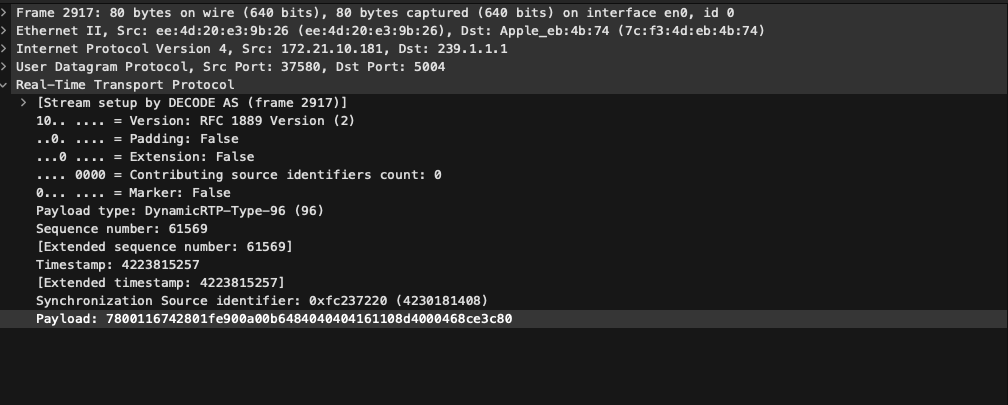 Frame 2917: 80 bytes on wire (640 bits), 80 bytes captured (640 bits) on interface en0, id 0
Ethernet II, Src: ee:4d:20:e3:9b:26 (ee:4d:20:e3:9b:26), Dst: Apple_eb:4b:74 (7c:f3:4d:eb:4b:74)
Internet Protocol Version 4, Src: 172.21.10.181, Dst: 239.1.1.1
User Datagram Protocol, Src Port: 37580, Dst Port: 5004
Real-Time Transport Protocol
[Stream setup by DECODE AS (frame 2917)]
10.. .... = Version: RFC 1889 Version (2)
..0. .... = Padding: False
...0 .... = Extension: False
.... 0000 = Contributing source identifiers count: 0
0... .... = Marker: False
Payload type: DynamicRTP-Type-96 (96)
Sequence number: 61569
[Extended sequence number: 61569]
Timestamp: 4223815257
[Extended timestamp: 4223815257]
Synchronization Source identifier: 0xfc237220 (4230181408)
Payload: 7800116742801fe900a00b6484040404161108d4000468ce3c80